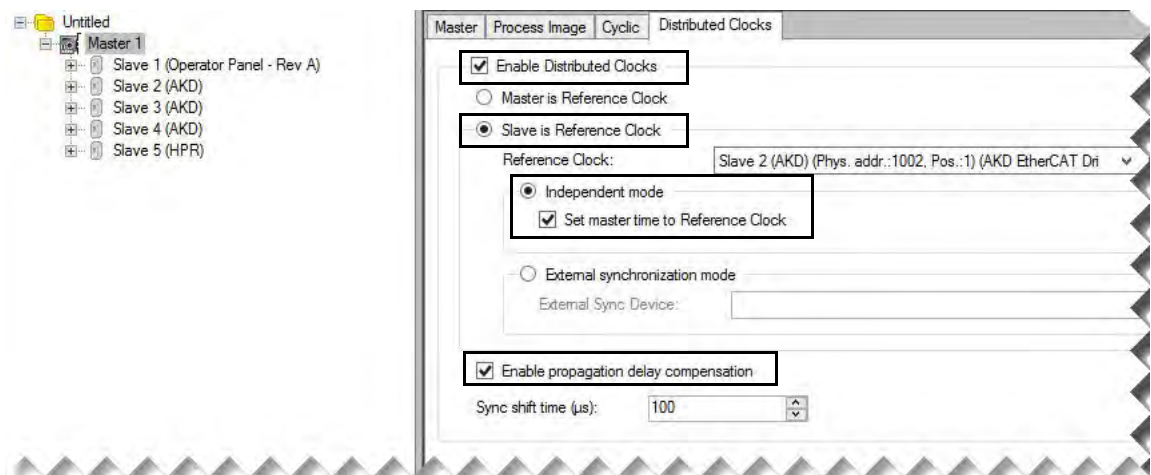 Untitled
Master 1
Slave 1 (Operator Panel - Rev A)
Slave 2 (AKD)
Slave 3 (AKD)
Slave 4 (AKD)
Slave 5 (HPR)
Master Process Image Cyclic Distributed Clocks
Enable Distributed Clocks
Master is Reference Clock
Slave is Reference Clock
Reference Clock: Slave 2 (AKD) (Phys. addr.:1002, Pos.:1) (AKD EtherCAT Dri
Independent mode
Set master time to Reference Clock
External synchronization mode
External Sync Device:
Enable propagation delay compensation
Sync shift time (µs): 100